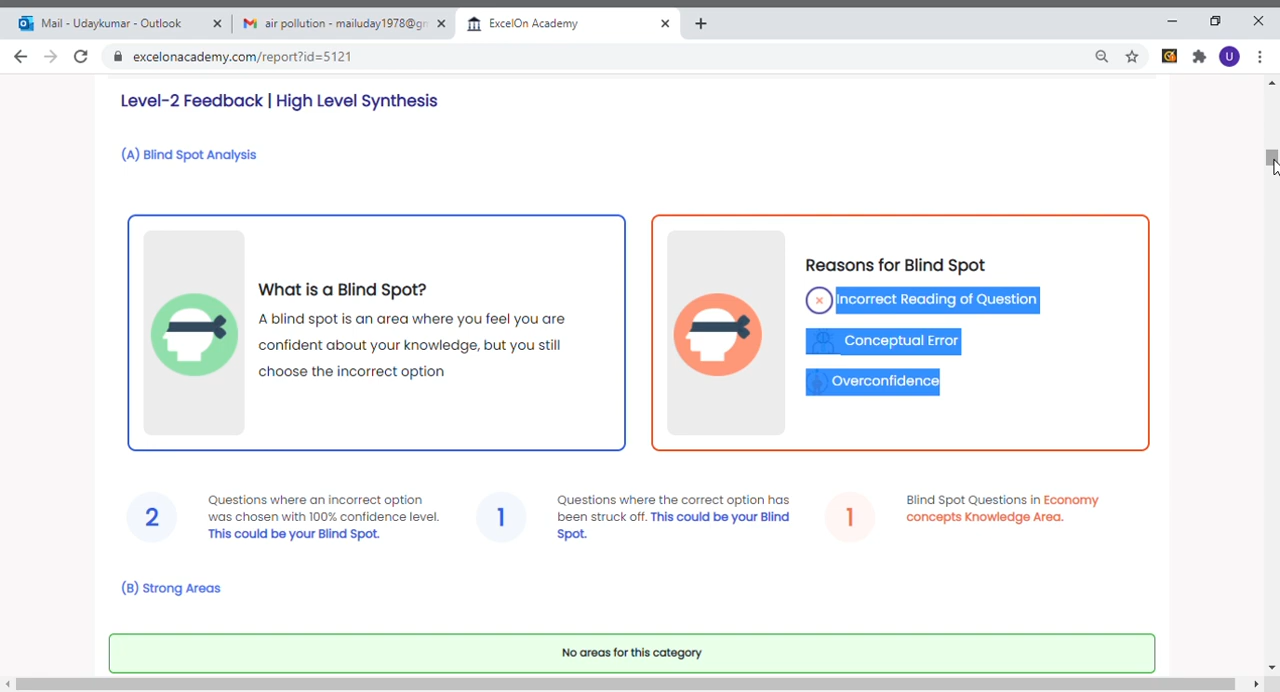 Mail - Udaykumar - Outlook
air pollution - mailuday1978@gm
ExcelOn Academy
excelonacademy.com/report?id=5121
U
Level-2 Feedback | High Level Synthesis
(A) Blind Spot Analysis
What is a Blind Spot?
A blind spot is an area where you feel you are
confident about your knowledge, but you still
choose the incorrect option
Reasons for Blind Spot
Incorrect Reading of Question
Conceptual Error
Overconfidence
2
Questions where an incorrect option
was chosen with 100% confidence level.
This could be your Blind Spot.
1
Questions where the correct option has
been struck off. This could be your Blind
Spot.
1
Blind Spot Questions in Economy
concepts Knowledge Area.
(B) Strong Areas
No areas for this category